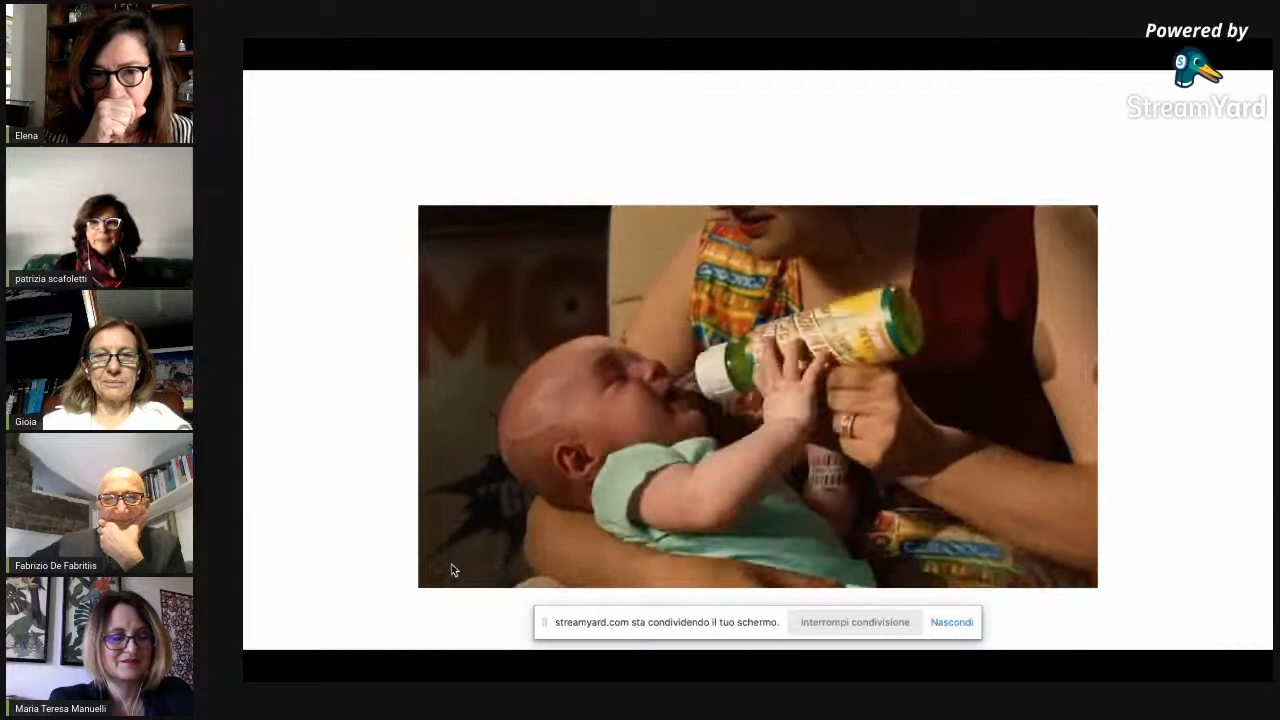 Powered by
S
StreamYard
Elena
patrizia scafoletti
Gioia
Fabrizio De Fabritiis
Maria Teresa Manuelli
MO
streamyard.com sta condividendo il tuo schermo.
Interrompi condivisione
Nascondi